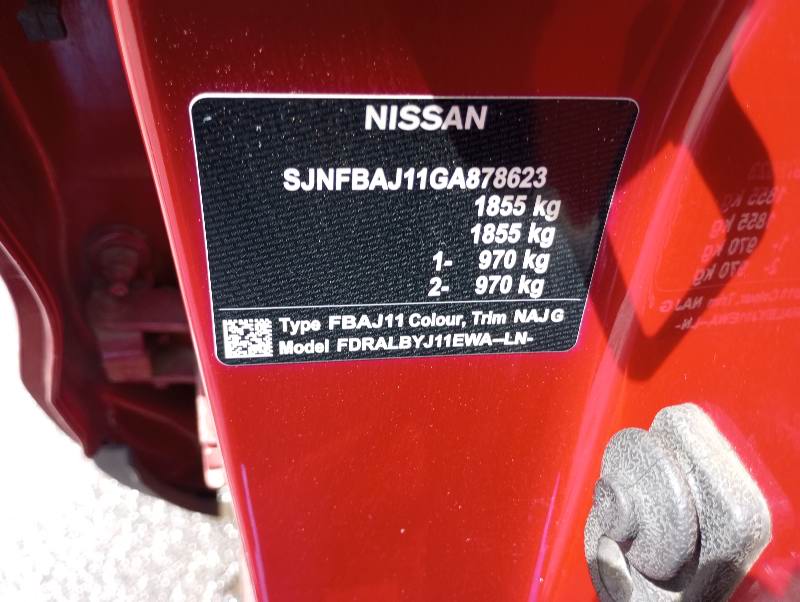 NISSAN
SJNFBAJ11GA878623
1855 kg
1855 kg
1- 970 kg
2- 970 kg
Type FBAJ11 Colour, Trim NAJ G
Model FDRALBYJ11EWA--LN-